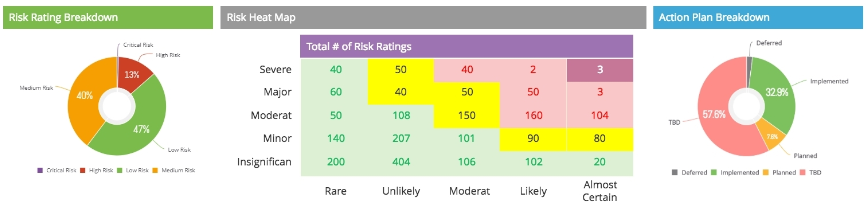 Risk Rating Breakdown
Critical Risk
High Risk
13%
Medium Risk
40%
47%
Low Risk
Critical Risk High Risk Low Risk Medium Risk
Risk Heat Map
Total # of Risk Ratings
Severe 40 50 40 2 3
Major 60 40 50 50 3
Moderat 50 108 150 160 104
Minor 140 207 101 90 80
Insignifican 200 404 106 102 20
Rare Unlikely Moderat Likely Almost
Certain
Action Plan Breakdown
Deferred
Implemented
32.9%
57.6%
TBD
7.9%
Planned
Deferred Implemented Planned TBD